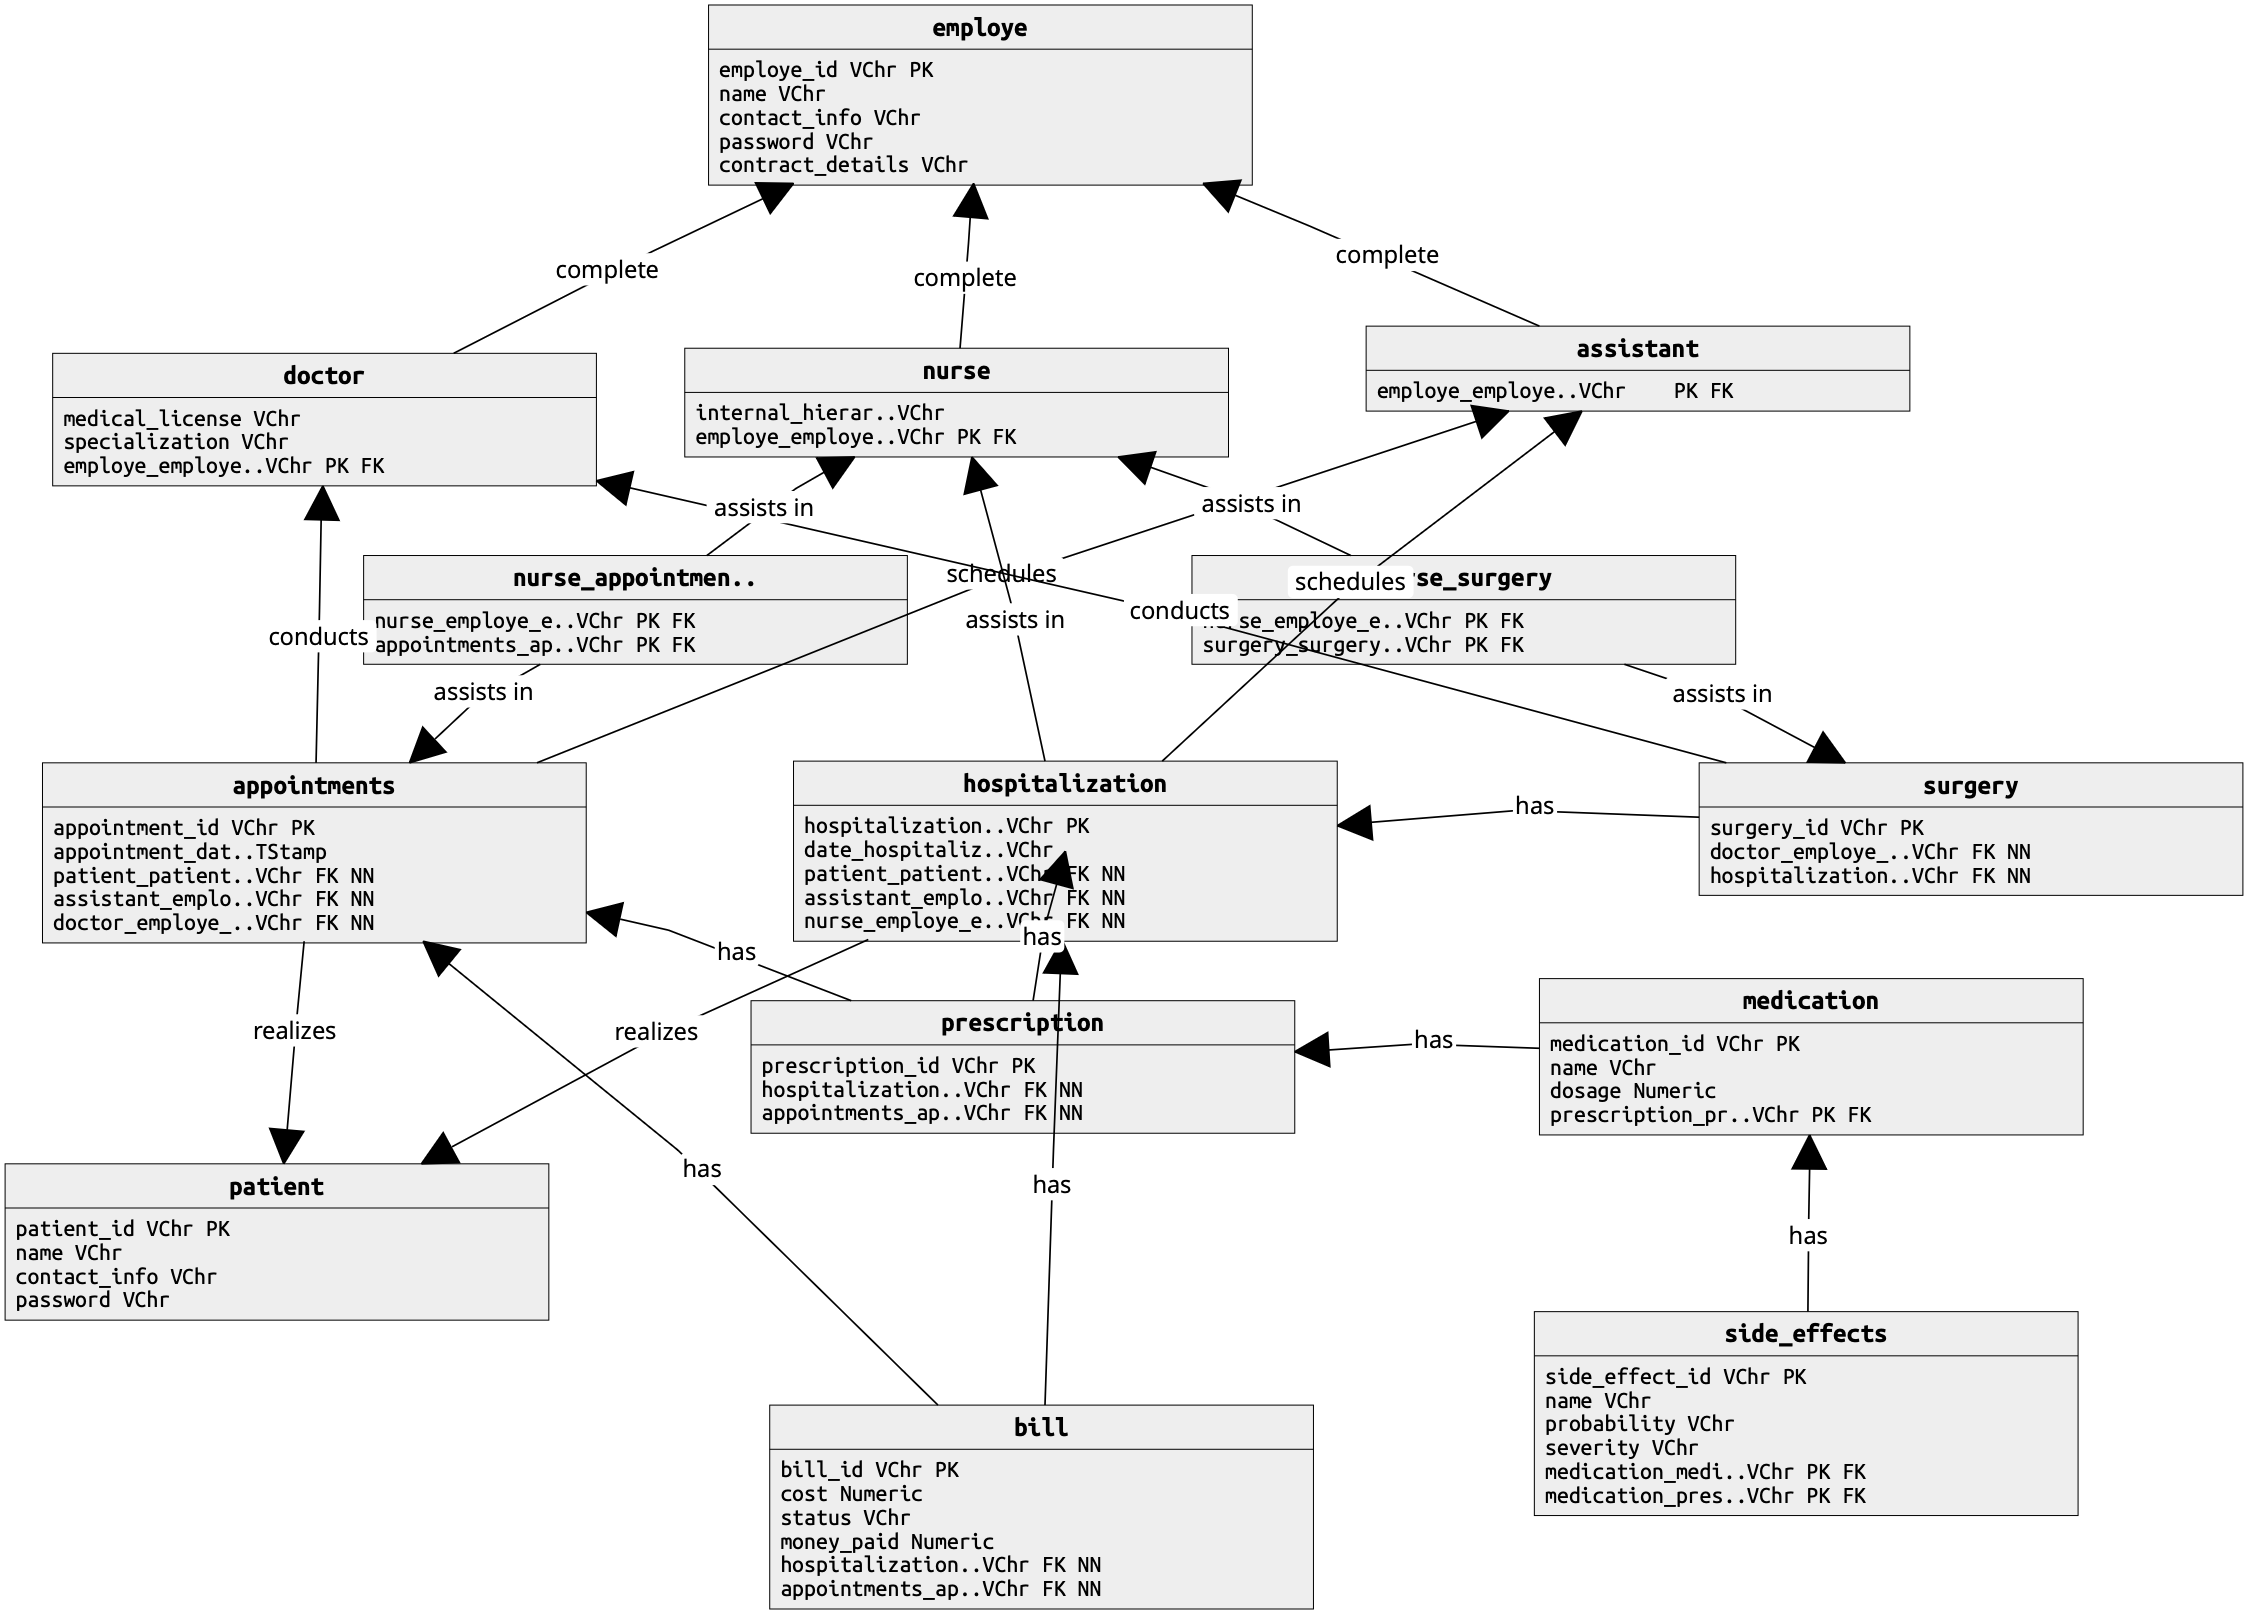 employe
employe_id VChr PK
name VChr
contact_info VChr
password VChr
contract_details VChr
complete
complete
complete
doctor
medical_license VChr
specialization VChr
employe_employe..VChr PK FK
nurse
internal_hierar..VChr
employe_employe..VChr PK FK
assistant
employe_employe..VChr PK FK
assists in
assists in
nurse_appointmen..
nurse_employe_e..VChr PK FK
appointments_ap..VChr PK FK
schedules
schedules
se_surgery
se_employe_e..VChr PK FK
surgery_surgery..VChr PK FK
conducts
assists in
conducts
assists in
assists in
appointments
appointment_id VChr PK
appointment_dat..TStamp
patient_patient..VChr FK NN
assistant_emplo..VChr FK NN
doctor_employe_..VChr FK NN
hospitalization
hospitalization..VChr PK
date_hospitaliz..VChr
patient_patient..VChr FK NN
assistant_emplo..VChr FK NN
nurse_employe_e..VChr FK NN
has
surgery
surgery_id VChr PK
doctor_employe_..VChr FK NN
hospitalization..VChr FK NN
has
has
realizes
realizes
prescription
prescription_id VChr PK
hospitalization..VChr FK NN
appointments_ap..VChr FK NN
has
medication
medication_id VChr PK
name VChr
dosage Numeric
prescription_pr..VChr PK FK
patient
patient_id VChr PK
name VChr
contact_info VChr
password VChr
has
has
has
side_effects
side_effect_id VChr PK
name VChr
probability VChr
severity VChr
medication_medi..VChr PK FK
medication_pres..VChr PK FK
bill
bill_id VChr PK
cost Numeric
status VChr
money_paid Numeric
hospitalization..VChr FK NN
appointments_ap..VChr FK NN